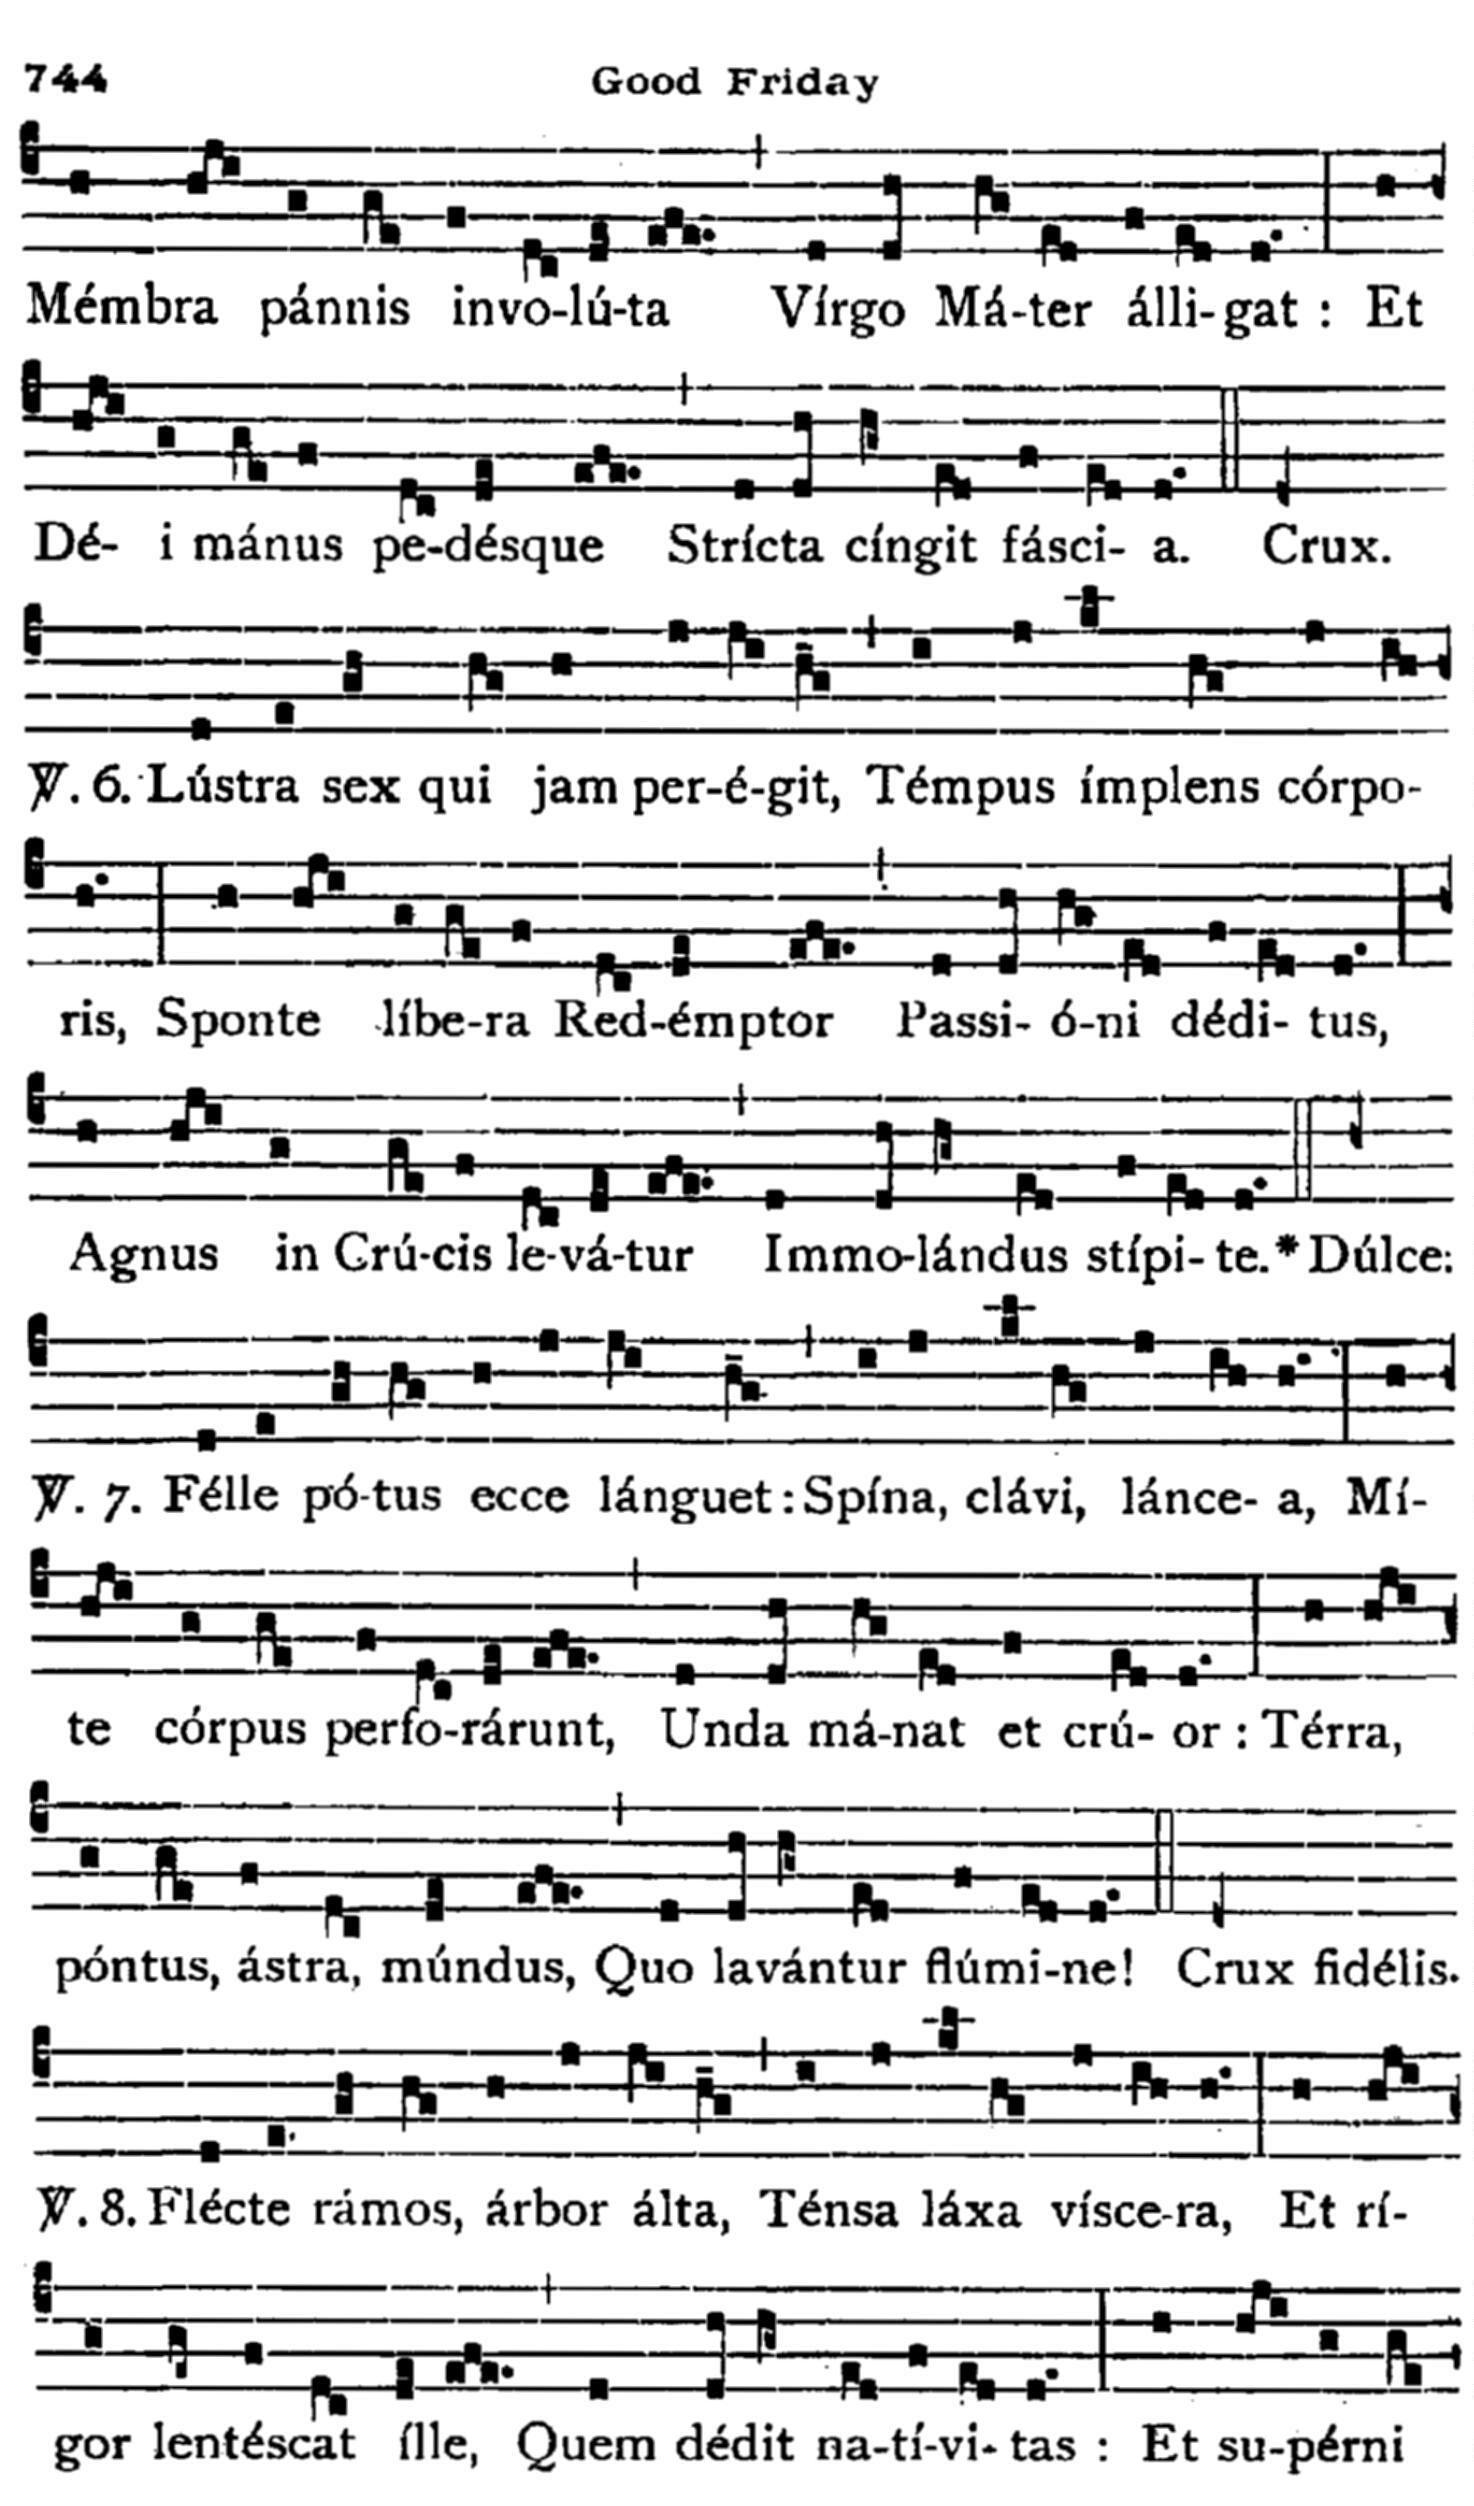 744 Good Friday
Mémbra pánnis invo-lú-ta Vírgo Má-ter álli-gat : Et
Dé- i mánus pe-désque Strícta cíngit fásci- a. Crux.
℣. 6. Lústra sex qui jam per-é-git, Témpus ímplens córpo-
ris, Sponte líbe-ra Red-émptor Passi- ó-ni dédi- tus,
Agnus in Crú-cis le-vá-tur Immo-lándus stípi- te.* Dúlce:
℣. 7. Félle pó-tus ecce lánguet : Spína, clávi, lánce- a, Mí-
te córpus perfo-rárunt, Unda má-nat et crú- or : Térra,
póntus, ástra, múndus, Quo lavántur flúmi-ne! Crux fidélis.
℣. 8. Flécte rámos, árbor álta, Ténsa láxa vísce-ra, Et rí-
gor lentéscat ílle, Quem dédit na-tí-vi- tas : Et su-pérni